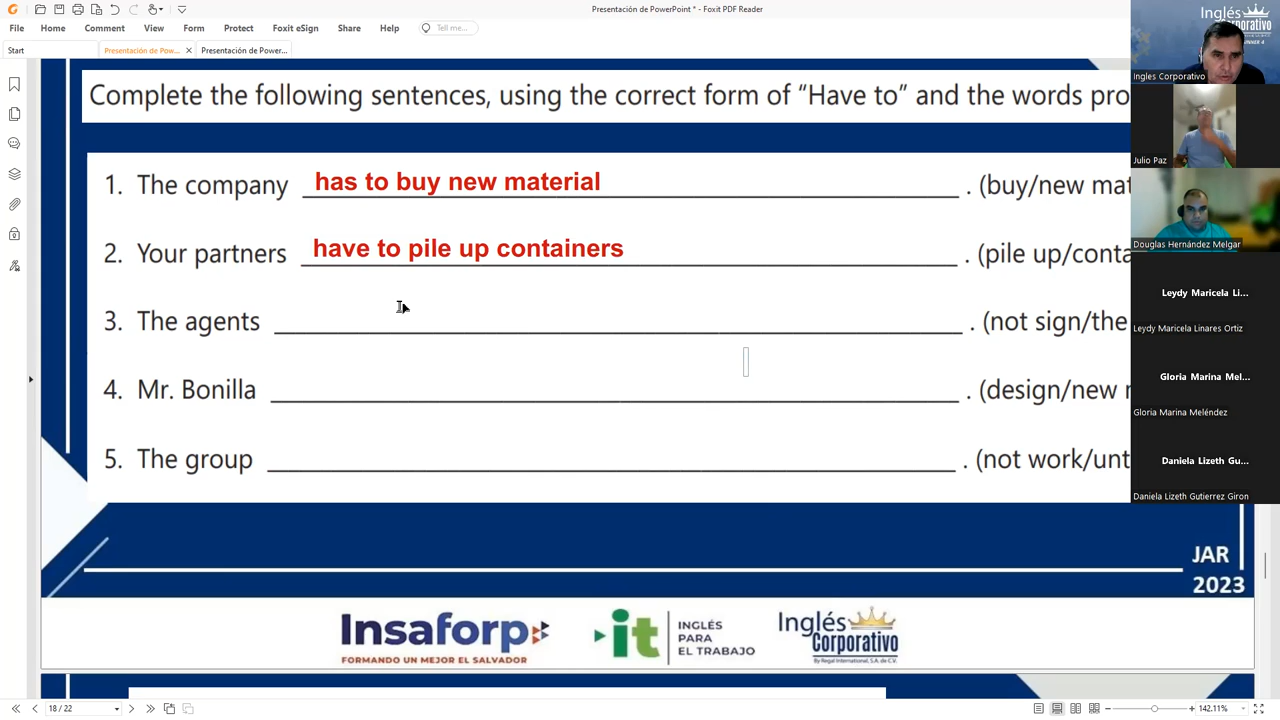 Presentación de PowerPoint * - Foxit PDF Reader
File Home Comment View Form Protect Foxit eSign Share Help Tell me...
Start Presentación de Pow... Presentación de Power...
Complete the following sentences, using the correct form of “Have to” and the words pro
1. The company has to buy new material . (buy/new mat
2. Your partners have to pile up containers . (pile up/conta
3. The agents . (not sign/the
4. Mr. Bonilla . (design/new
5. The group . (not work/unt
JAR
2023
Insaforp
FORMANDO UN MEJOR EL SALVADOR
it INGLÉS
PARA
EL TRABAJO
Inglés
Corporativo
By Regal International, S.A. de C.V.
18 / 22
142.11%
Inglés
Corporativo
Ingles Corporativo
Julio Paz
Douglas Hernández Melgar
Leydy Maricela Li...
Leydy Maricela Linares Ortiz
Gloria Marina Mel...
Gloria Marina Meléndez
Daniela Lizeth Gu...
Daniela Lizeth Gutierrez Giron